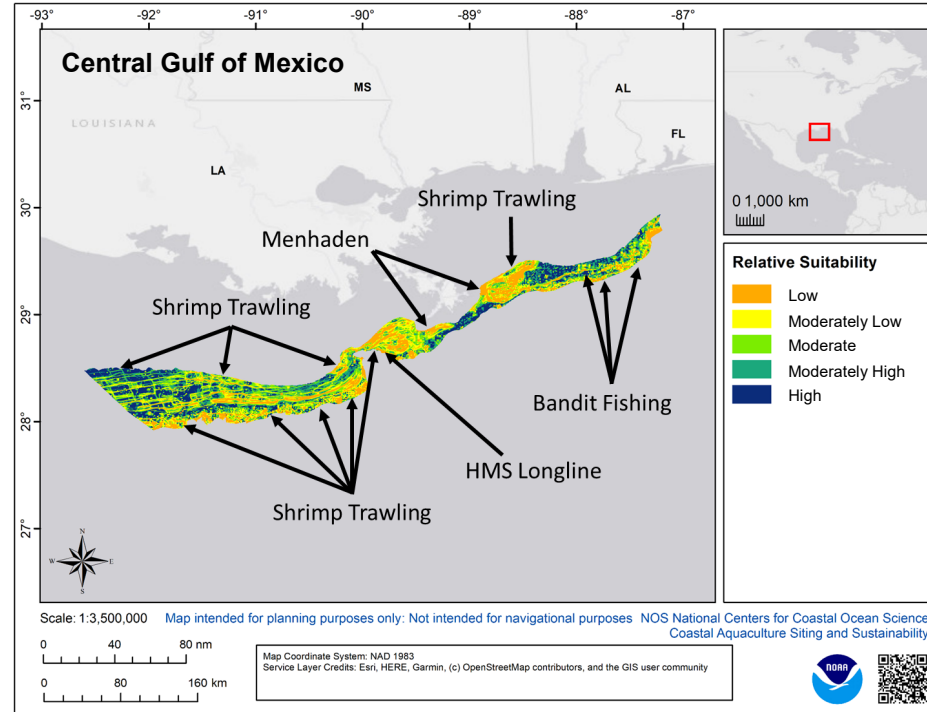 -93° -92° -91° -90° -89° -88° -87°
Central Gulf of Mexico
MS
AL
31°
LOUISIANA
FL
LA
30°
Shrimp Trawling
Menhaden
Shrimp Trawling
29°
28°
Bandit Fishing
HMS Longline
Shrimp Trawling
27°
N
W E
S
0 1,000 km
Relative Suitability
Low
Moderately Low
Moderate
Moderately High
High
Scale: 1:3,500,000 Map intended for planning purposes only: Not intended for navigational purposes NOS National Centers for Coastal Ocean Science
Coastal Aquaculture Siting and Sustainability
0 40 80 nm
0 80 160 km
Map Coordinate System: NAD 1983
Service Layer Credits: Esri, HERE, Garmin, (c) OpenStreetMap contributors, and the GIS user community
NOAA